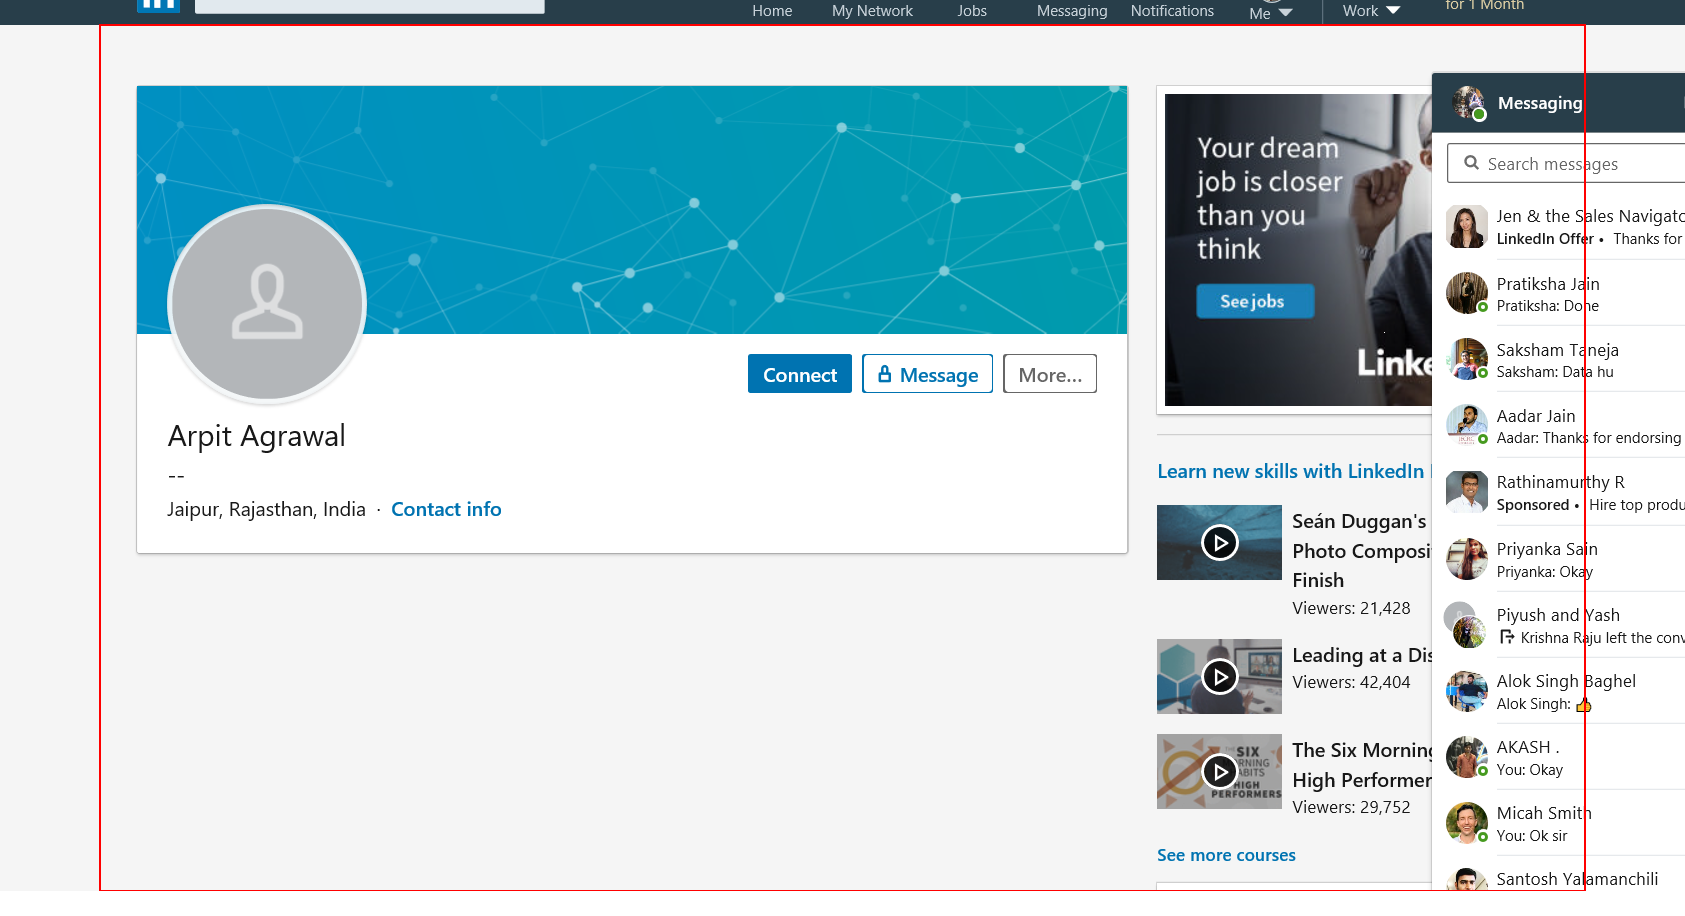 Home
My Network
Jobs
Messaging
Notifications
Me
Work
for 1 Month
Arpit Agrawal
--
Jaipur, Rajasthan, India · Contact info
Connect
Message
More...
Your dream
job is closer
than you
think
See jobs
Linke
Learn new skills with LinkedIn
Seán Duggan's
Photo Composi
Finish
Viewers: 21,428
Leading at a Dis
Viewers: 42,404
THE SIX
MORNING
HABITS
HIGH
PERFORMERS
The Six Morning
High Performer
Viewers: 29,752
See more courses
Messaging
Search messages
Jen & the Sales Navigato
LinkedIn Offer • Thanks for
Pratiksha Jain
Pratiksha: Done
Saksham Taneja
Saksham: Data hu
Aadar Jain
Aadar: Thanks for endorsing
Rathinamurthy R
Sponsored • Hire top produ
Priyanka Sain
Priyanka: Okay
Piyush and Yash
Krishna Raju left the conv
Alok Singh Baghel
Alok Singh: 👍
AKASH .
You: Okay
Micah Smith
You: Ok sir
Santosh Yalamanchili